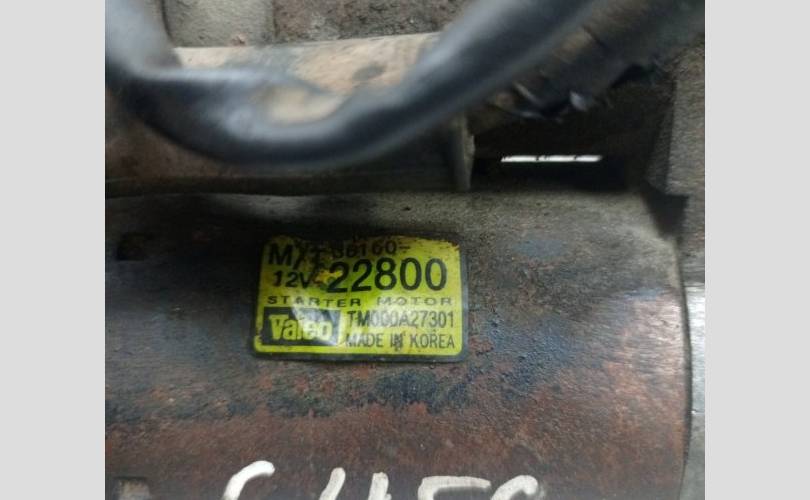 M/T 36100-
12V 22800
STARTER MOTOR
Valeo TM000A27301
MADE IN KOREA